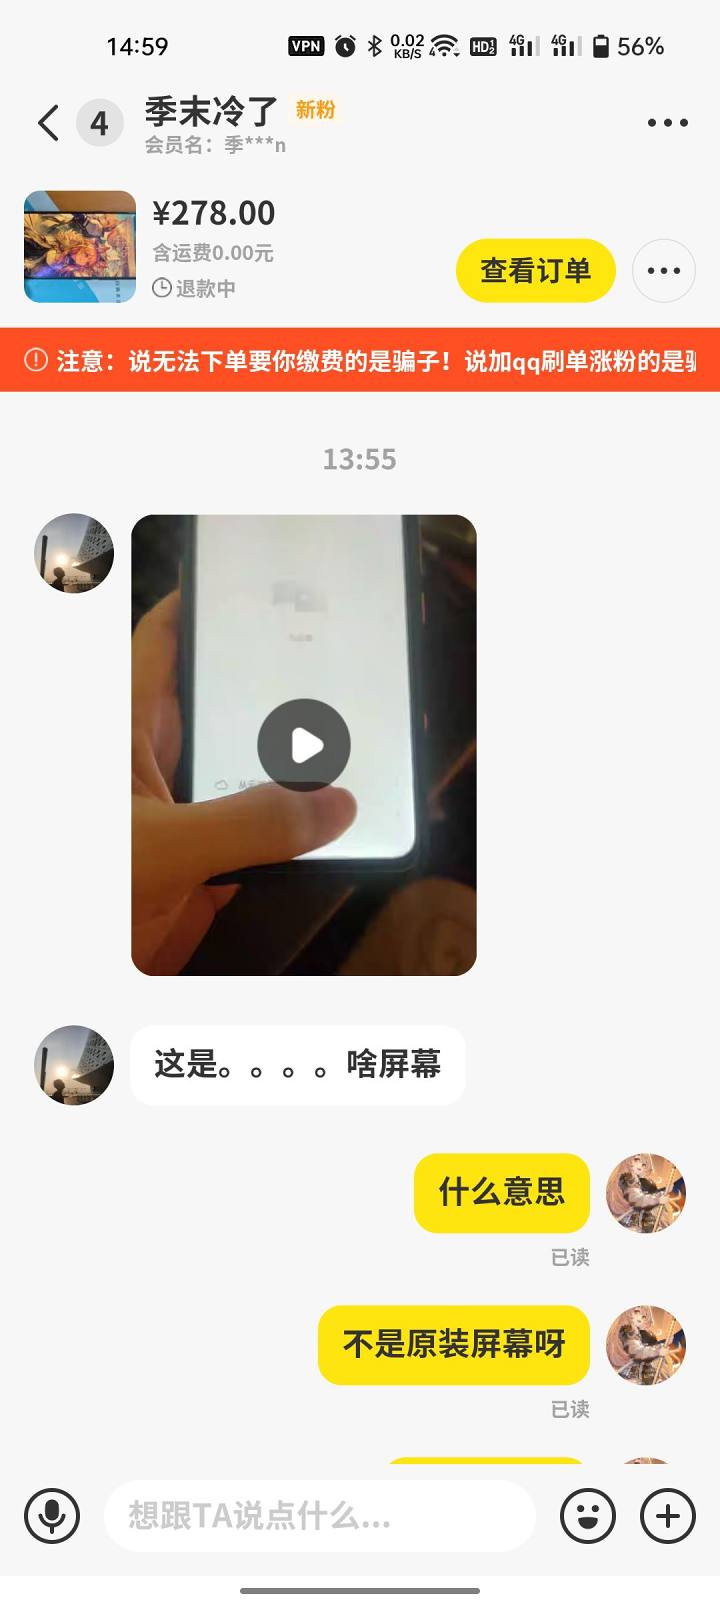 14:59
VPN
0.02
KB/S
4G
4G
56%
4
季末冷了
新粉
会员名：季***n
¥278.00
含运费0.00元
退款中
查看订单
注意：说无法下单要你缴费的是骗子！说加qq刷单涨粉的是骗
13:55
这是。。。。啥屏幕
什么意思
已读
不是原装屏幕呀
已读
想跟TA说点什么...